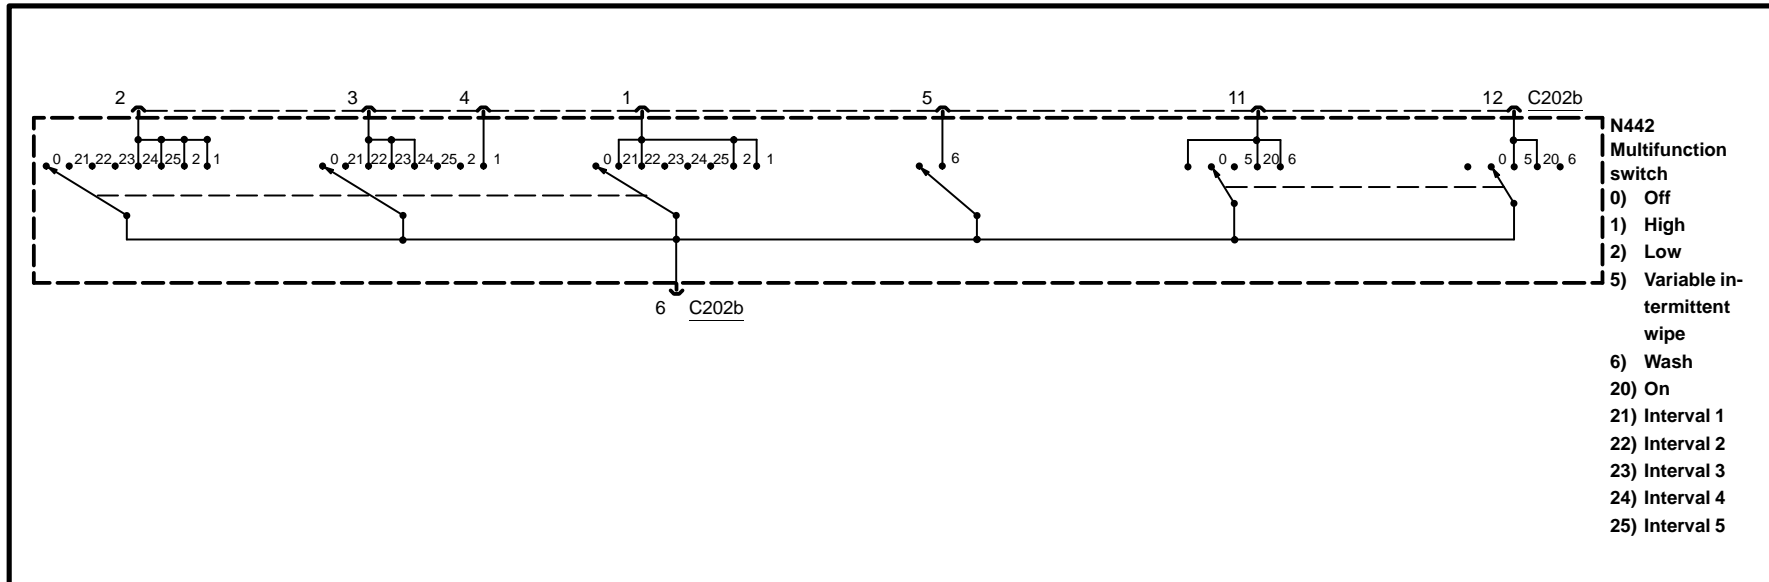 2 3 4 1 5 11 12 C202b
0 21 22 23 24 25 2 1
0 21 22 23 24 25 2 1
0 21 22 23 24 25 2 1
6
0 5 20 6
0 5 20 6
6 C202b
N442
Multifunction
switch
0) Off
1) High
2) Low
5) Variable in-
termittent
wipe
6) Wash
20) On
21) Interval 1
22) Interval 2
23) Interval 3
24) Interval 4
25) Interval 5